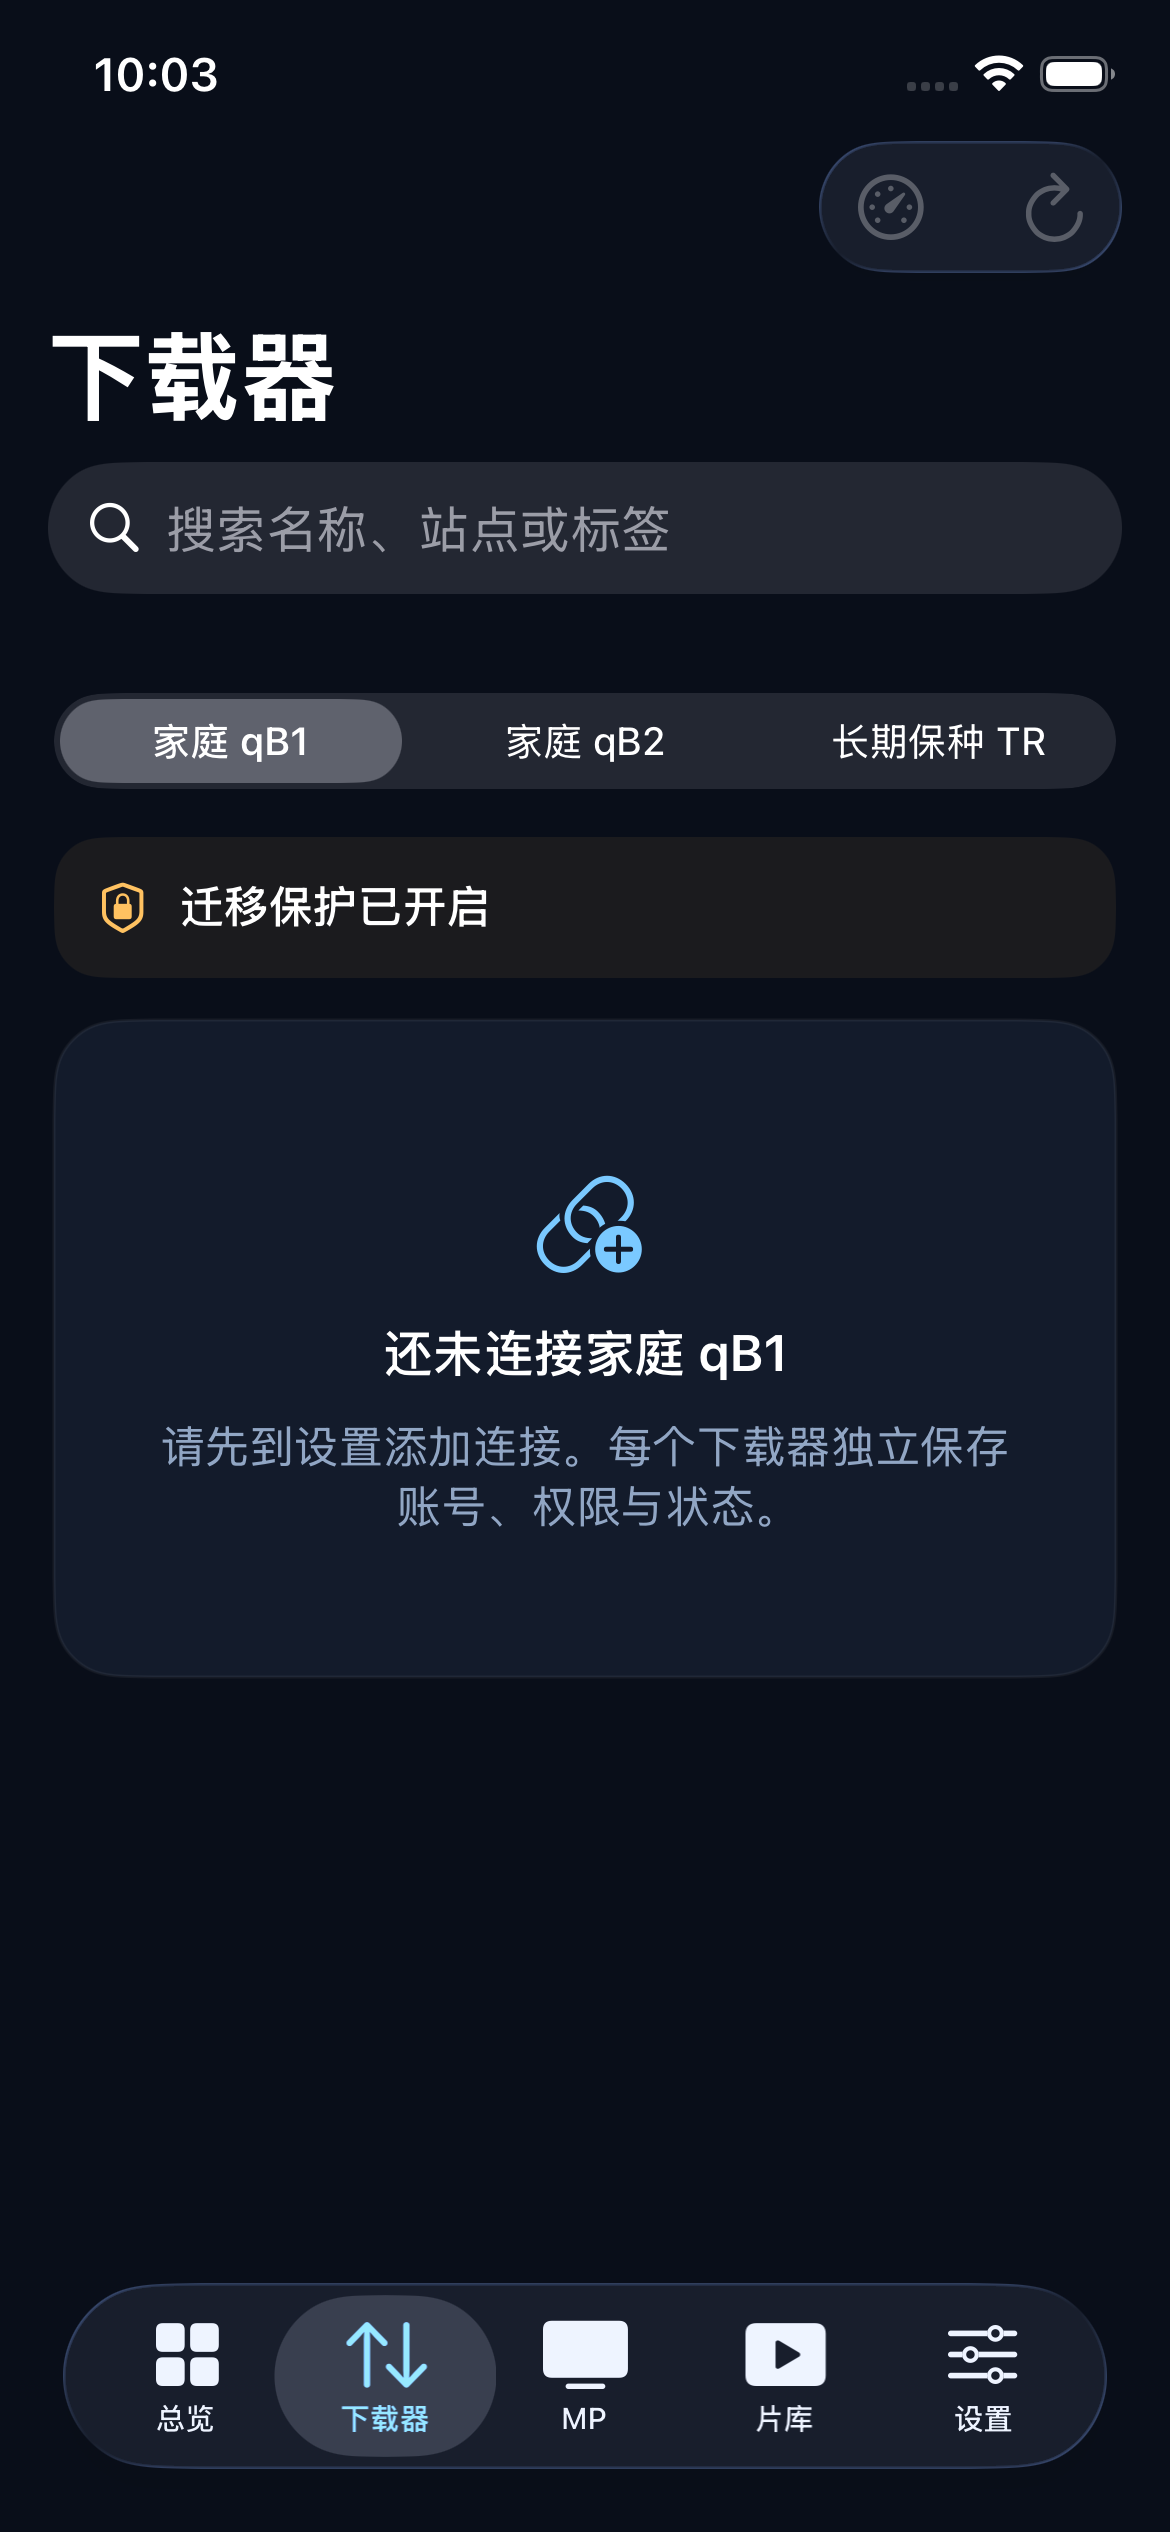 10:03
下载器
搜索名称、站点或标签
家庭 qB1
家庭 qB2
长期保种 TR
迁移保护已开启
还未连接家庭 qB1
请先到设置添加连接。每个下载器独立保存
账号、权限与状态。
总览
下载器
MP
片库
设置